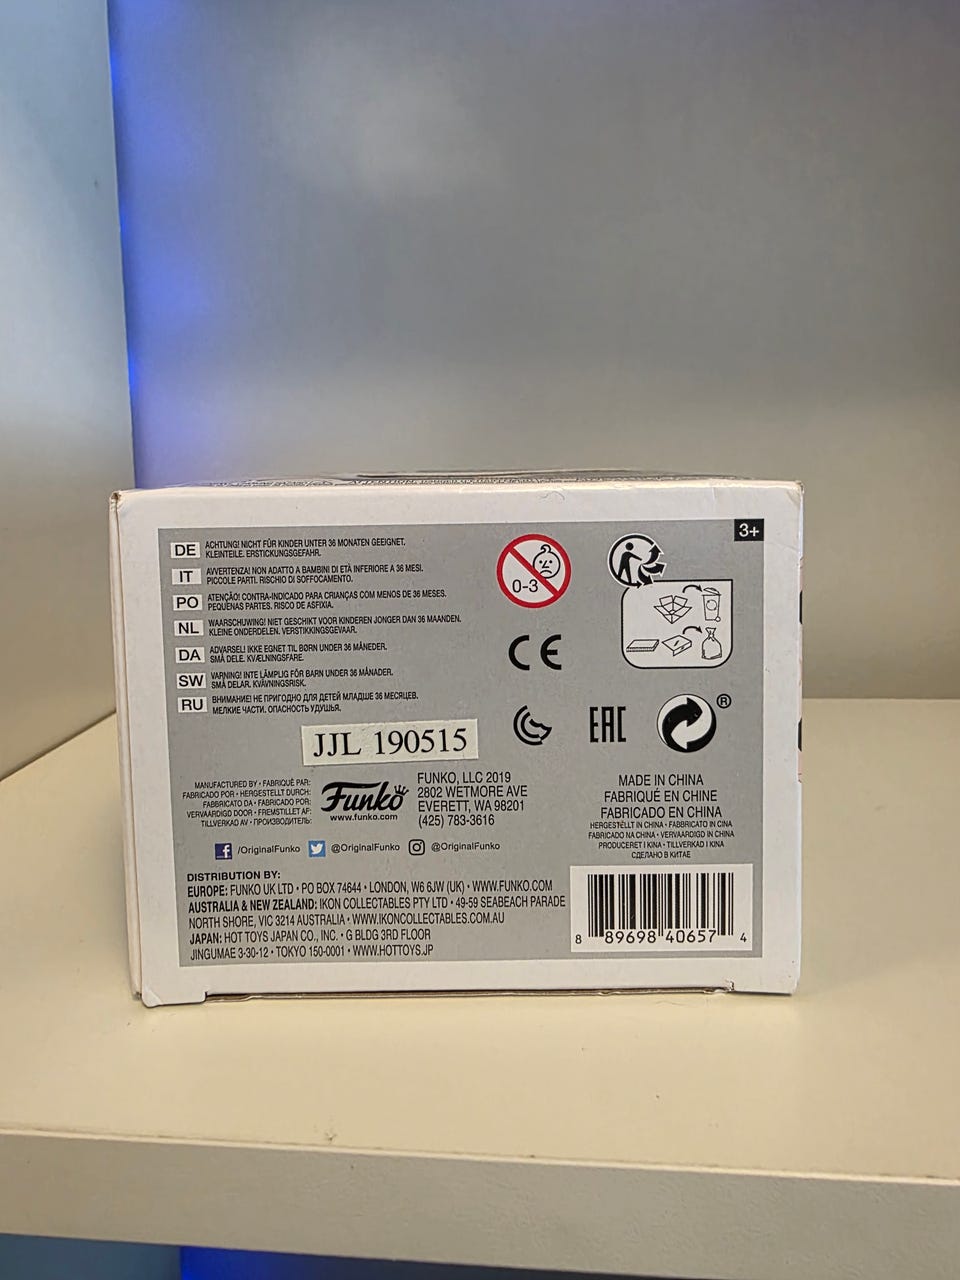 3+
DE ACHTUNG! NICHT FÜR KINDER UNTER 36 MONATEN GEEIGNET.
KLEINTEILE. ERSTICKUNGSGEFAHR.
IT AVVERTENZA! NON ADATTO A BAMBINI DI ETÀ INFERIORE A 36 MESI.
PICCOLE PARTI. RISCHIO DI SOFFOCAMENTO.
PO ATENÇÃO! CONTRA-INDICADO PARA CRIANÇAS COM MENOS DE 36 MESES.
PEQUENAS PARTES. RISCO DE ASFIXIA.
NL WAARSCHUWING! NIET GESCHIKT VOOR KINDEREN JONGER DAN 36 MAANDEN.
KLEINE ONDERDELEN. VERSTIKKINGSGEVAAR.
DA ADVARSEL! IKKE EGNET TIL BØRN UNDER 36 MÅNEDER.
SMÅ DELE. KVÆLNINGSFARE.
SW VARNING! INTE LÄMPLIG FÖR BARN UNDER 36 MÅNADER.
SMÅ DELAR. KVÄVNINGSRISK.
RU ВНИМАНИЕ! НЕ ПРИГОДНО ДЛЯ ДЕТЕЙ МЛАДШЕ 36 МЕСЯЦЕВ.
МЕЛКИЕ ЧАСТИ. ОПАСНОСТЬ УДУШЬЯ.
0-3
CE
EAC
®
JJL 190515
MANUFACTURED BY • FABRIQUÉ PAR:
FABRICADO POR • HERGESTELLT DURCH:
FABBRICATO DA • FABRICADO POR:
VERVAARDIGD DOOR • FREMSTILLET AF:
TILLVERKAD AV • ПРОИЗВОДИТЕЛЬ:
Funko
www.funko.com
FUNKO, LLC 2019
2802 WETMORE AVE
EVERETT, WA 98201
(425) 783-3616
MADE IN CHINA
FABRIQUÉ EN CHINE
FABRICADO EN CHINA
HERGESTELLT IN CHINA • FABBRICATO IN CINA
FABRICADO NA CHINA • VERVAARDIGD IN CHINA
PRODUCERET I KINA • TILLVERKAD I KINA
СДЕЛАНО В КИТАЕ
/OriginalFunko @OriginalFunko @OriginalFunko
DISTRIBUTION BY:
EUROPE: FUNKO UK LTD • PO BOX 74644 • LONDON, W6 6JW (UK) • WWW.FUNKO.COM
AUSTRALIA & NEW ZEALAND: IKON COLLECTABLES PTY LTD • 49-59 SEABEACH PARADE
NORTH SHORE, VIC 3214 AUSTRALIA • WWW.IKONCOLLECTABLES.COM.AU
JAPAN: HOT TOYS JAPAN CO., INC. • G BLDG 3RD FLOOR
JINGUMAE 3-30-12 • TOKYO 150-0001 • WWW.HOTTOYS.JP
8 89698 40657 4